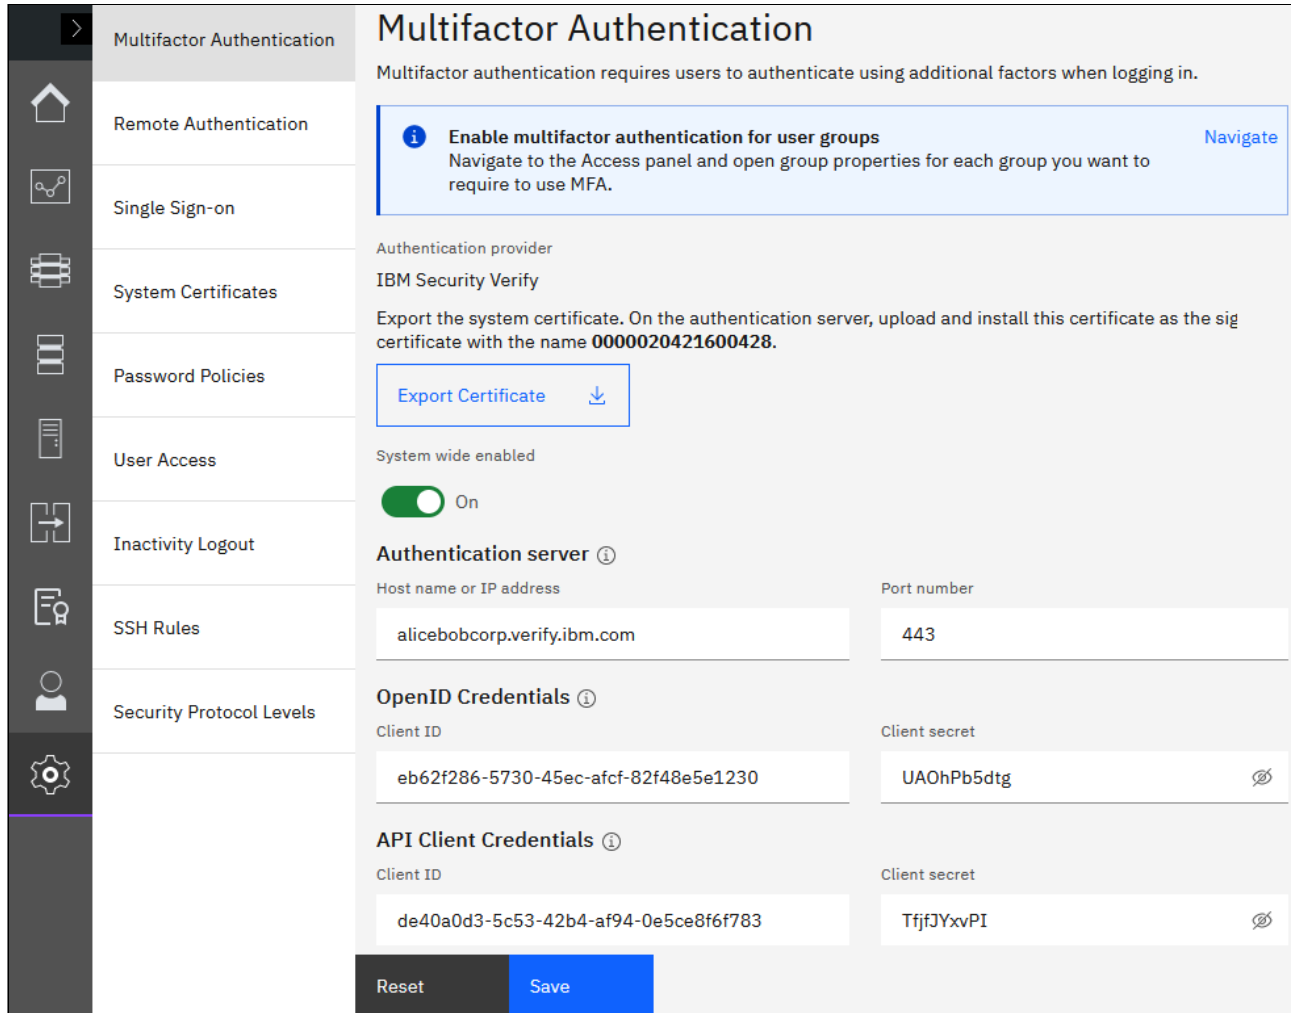 Multifactor Authentication
Remote Authentication
Single Sign-on
System Certificates
Password Policies
User Access
Inactivity Logout
SSH Rules
Security Protocol Levels
Multifactor Authentication
Multifactor authentication requires users to authenticate using additional factors when logging in.
Enable multifactor authentication for user groups
Navigate
Navigate to the Access panel and open group properties for each group you want to
require to use MFA.
Authentication provider
IBM Security Verify
Export the system certificate. On the authentication server, upload and install this certificate as the sig
certificate with the name 0000020421600428.
Export Certificate
System wide enabled
On
Authentication server
Host name or IP address
Port number
alicebobcorp.verify.ibm.com
443
OpenID Credentials
Client ID
Client secret
eb62f286-5730-45ec-afcf-82f48e5e1230
UAOhPb5dtg
API Client Credentials
Client ID
Client secret
de40a0d3-5c53-42b4-af94-0e5ce8f6f783
TfjfJYxvPI
Reset
Save